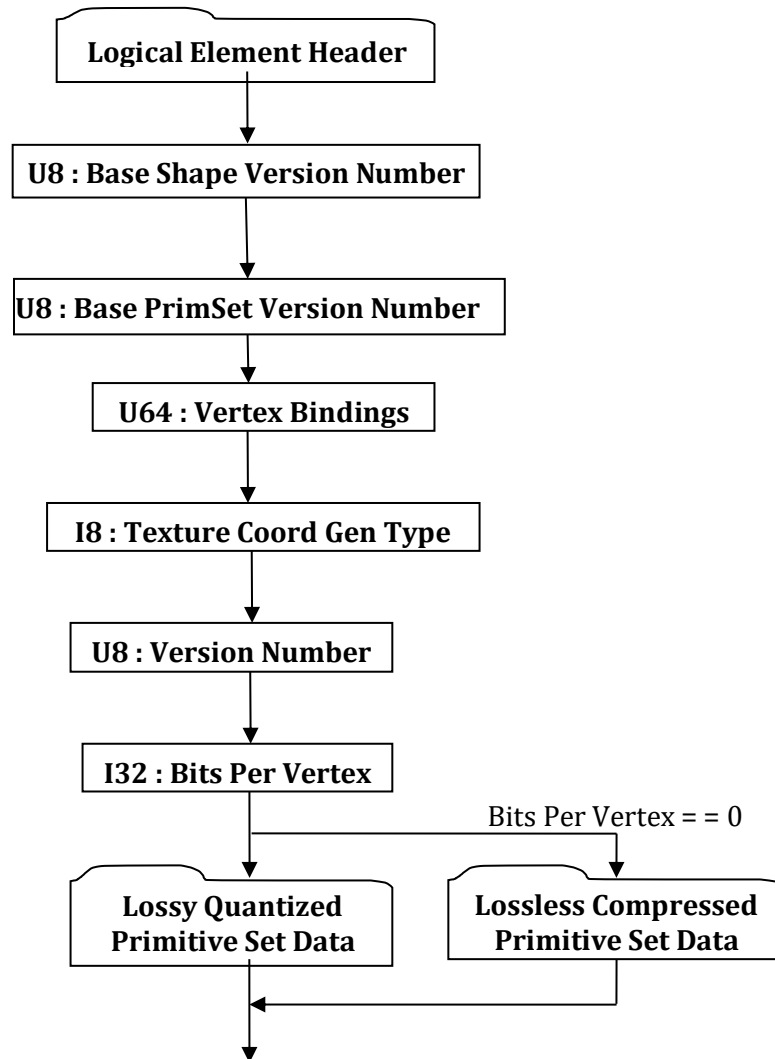 Logical Element Header
U8 : Base Shape Version Number
U8 : Base PrimSet Version Number
U64 : Vertex Bindings
I8 : Texture Coord Gen Type
U8 : Version Number
I32 : Bits Per Vertex
Bits Per Vertex = = 0
Lossy Quantized
Primitive Set Data
Lossless Compressed
Primitive Set Data